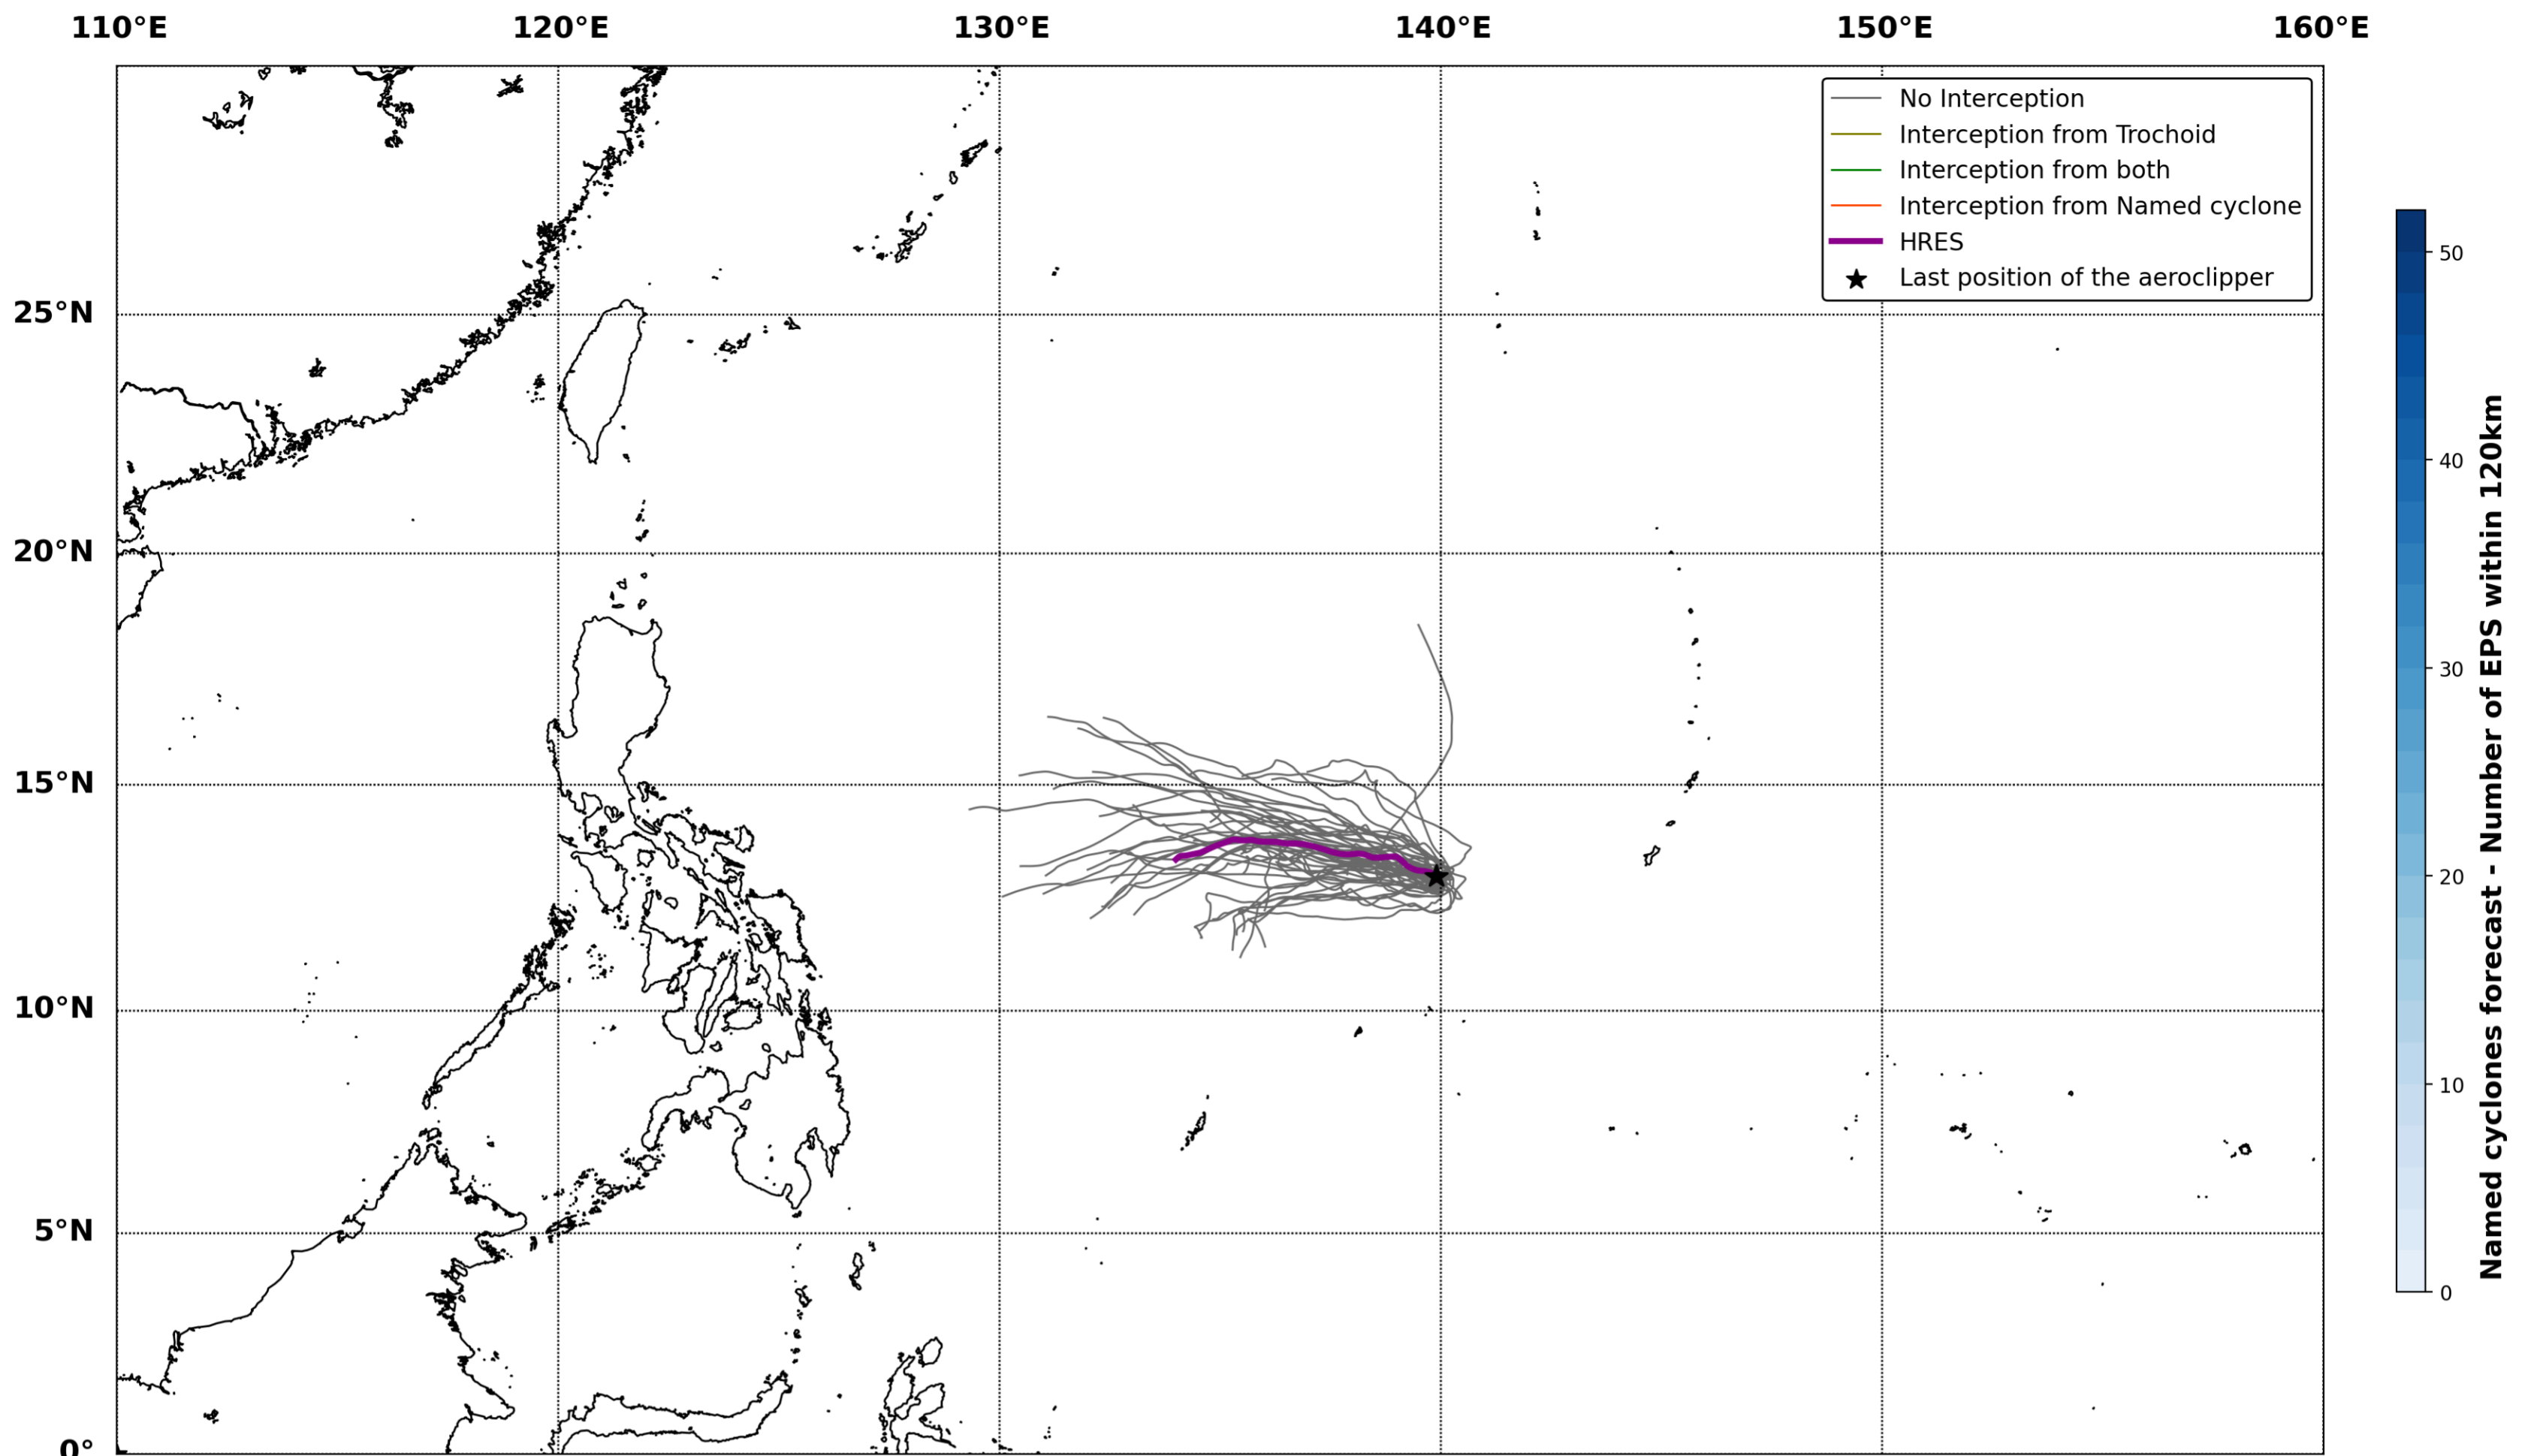 110°E 120°E 130°E 140°E 150°E 160°E
No Interception
Interception from Trochoid
Interception from both
Interception from Named cyclone
HRES
Last position of the aeroclipper
25°N
20°N
15°N
10°N
5°N
0°
50
40
30
20
10
0
Named cyclones forecast - Number of EPS within 120km